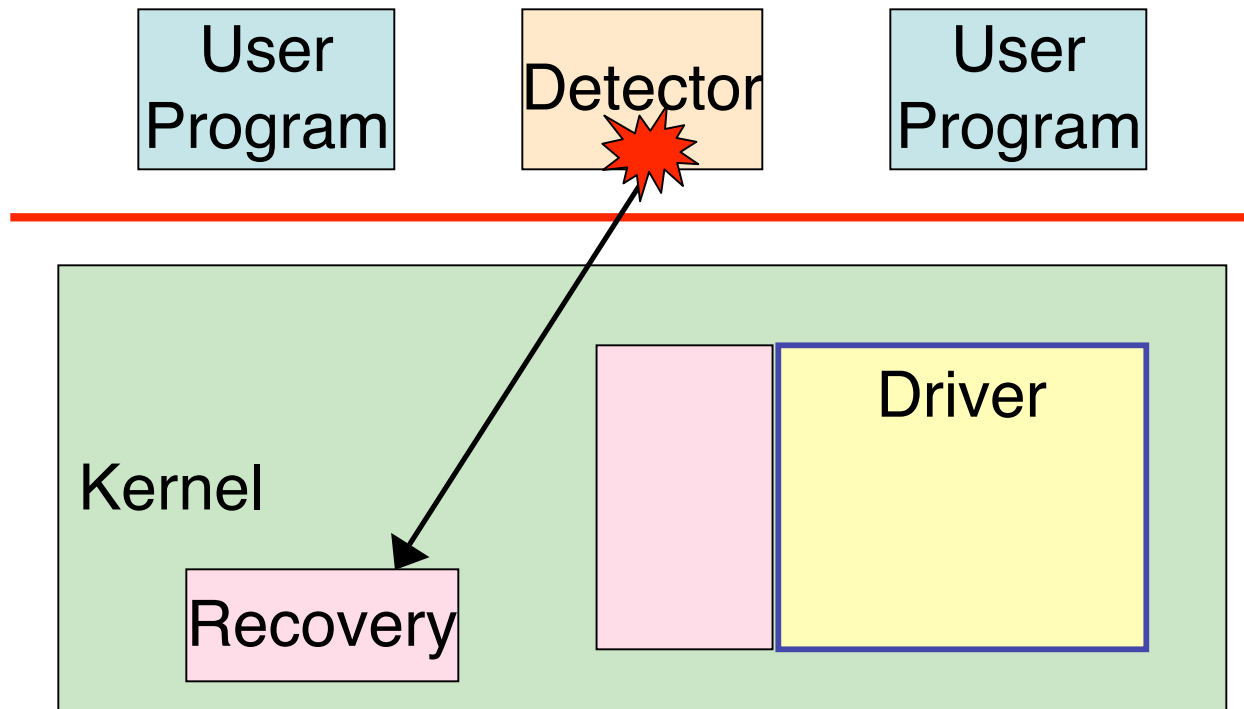 User
Program
Detector
User
Program
Driver
Kernel
Recovery